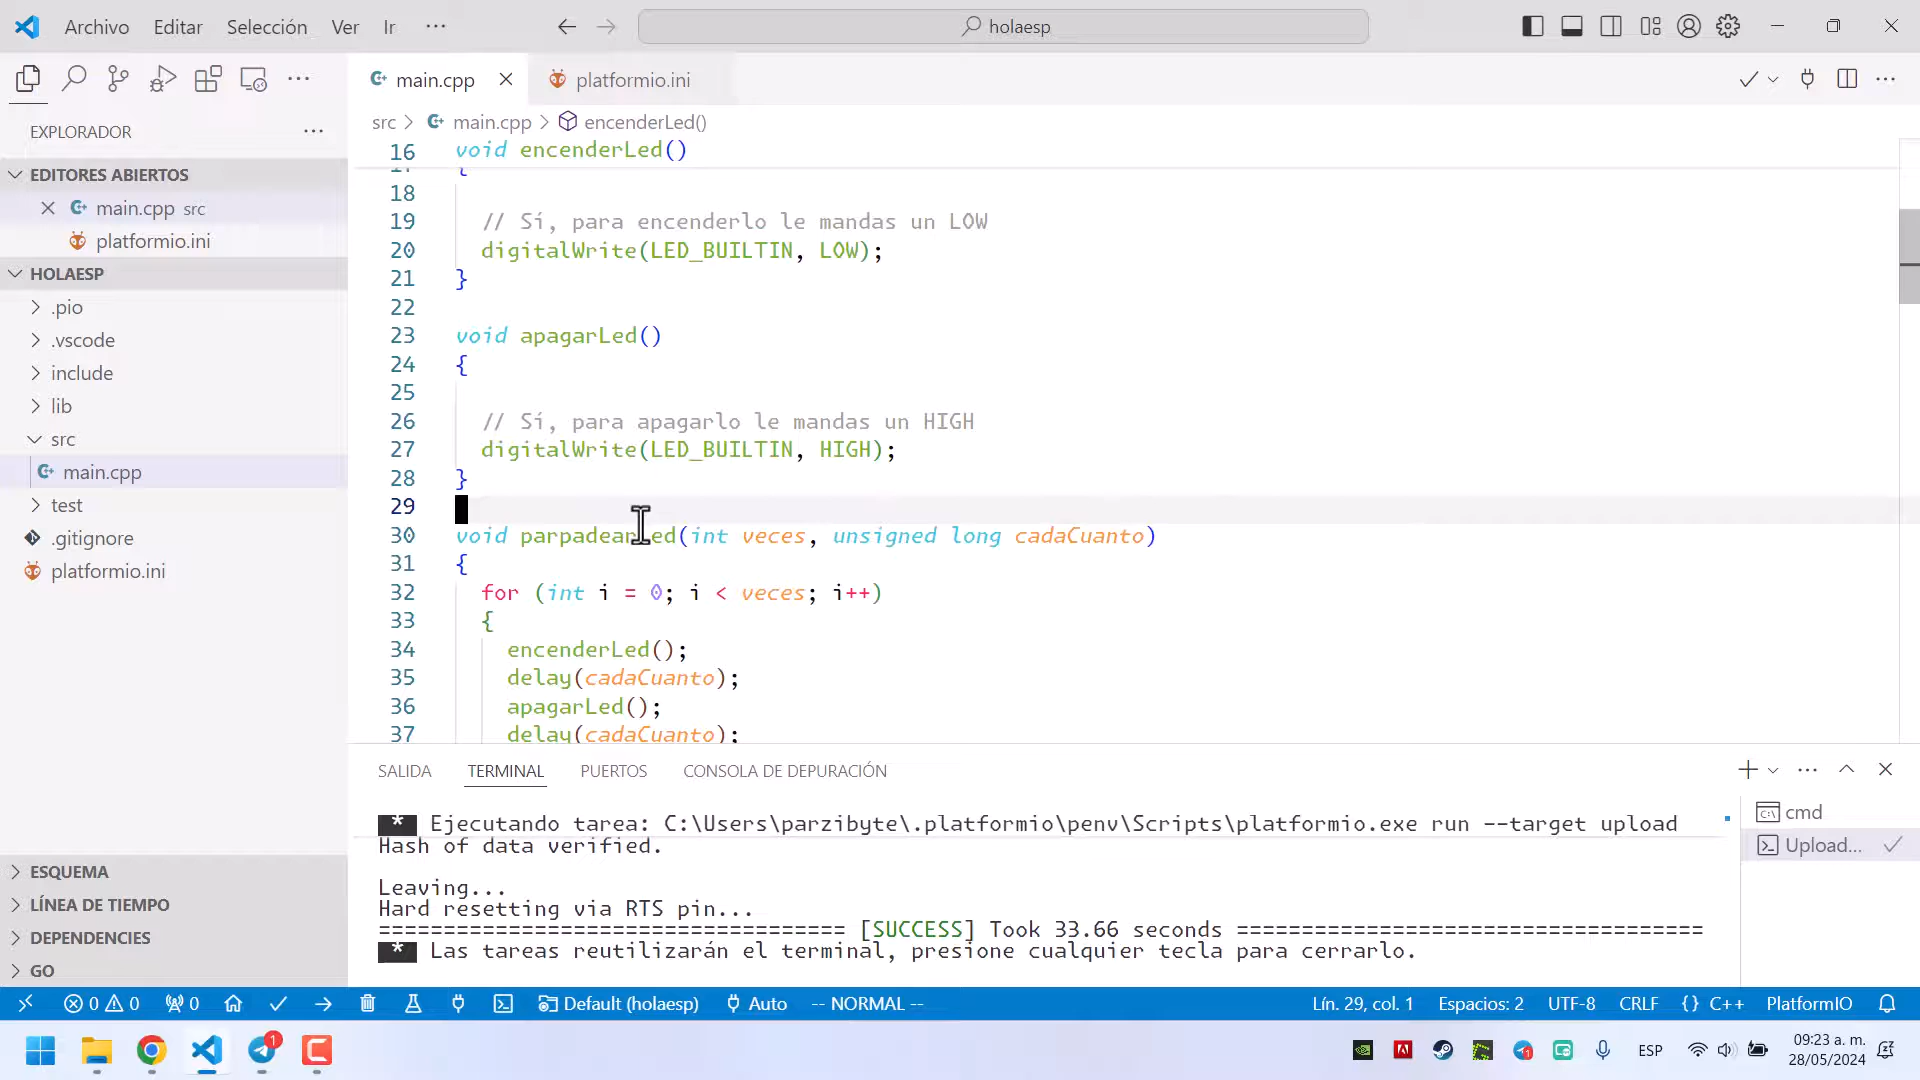 Archivo Editar Selección Ver Ir ··· holaesp
main.cpp platformio.ini
src > main.cpp > encenderLed()
EXPLORADOR
EDITORES ABIERTOS
main.cpp src
platformio.ini
HOLAESP
.pio
.vscode
include
lib
src
main.cpp
test
.gitignore
platformio.ini
ESQUEMA
LÍNEA DE TIEMPO
DEPENDENCIES
GO
16 void encenderLed()
17 {
18
19 // Sí, para encenderlo le mandas un LOW
20 digitalWrite(LED_BUILTIN, LOW);
21 }
22
23 void apagarLed()
24 {
25
26 // Sí, para apagarlo le mandas un HIGH
27 digitalWrite(LED_BUILTIN, HIGH);
28 }
29
30 void parpadearLed(int veces, unsigned long cadaCuanto)
31 {
32 for (int i = 0; i < veces; i++)
33 {
34 encenderLed();
35 delay(cadaCuanto);
36 apagarLed();
37 delay(cadaCuanto);
SALIDA TERMINAL PUERTOS CONSOLA DE DEPURACIÓN
* Ejecutando tarea: C:\Users\parzibyte\.platformio\penv\Scripts\platformio.exe run --target upload
Hash of data verified.
Leaving...
Hard resetting via RTS pin...
==================================== [SUCCESS] Took 33.66 seconds ====================================
* Las tareas reutilizarán el terminal, presione cualquier tecla para cerrarlo.
cmd
Upload...
0 0 0 Default (holaesp) Auto -- NORMAL -- Lín. 29, col. 1 Espacios: 2 UTF-8 CRLF {} C++ PlatformIO
1 1 ESP 09:23 a. m.
28/05/2024